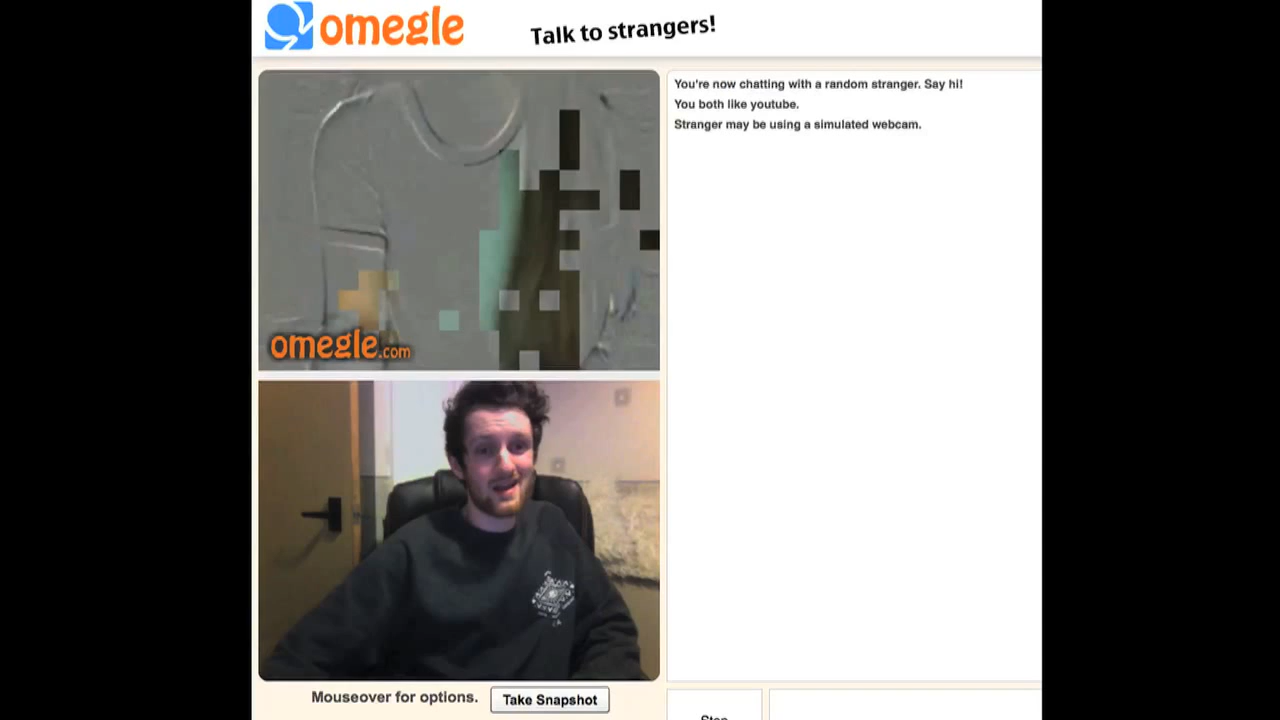 omegle
Talk to strangers!
You're now chatting with a random stranger. Say hi!
You both like youtube.
Stranger may be using a simulated webcam.
omegle.com
Mouseover for options.
Take Snapshot